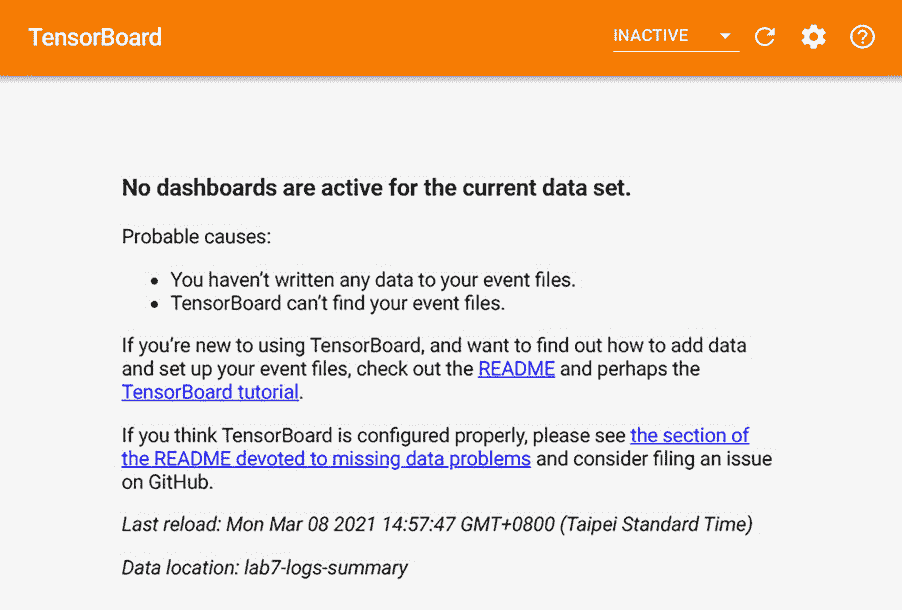 TensorBoard
INACTIVE
No dashboards are active for the current data set.
Probable causes:
• You haven’t written any data to your event files.
• TensorBoard can’t find your event files.
If you’re new to using TensorBoard, and want to find out how to add data
and set up your event files, check out the README and perhaps the
TensorBoard tutorial.
If you think TensorBoard is configured properly, please see the section of
the README devoted to missing data problems and consider filing an issue
on GitHub.
Last reload: Mon Mar 08 2021 14:57:47 GMT+0800 (Taipei Standard Time)
Data location: lab7-logs-summary